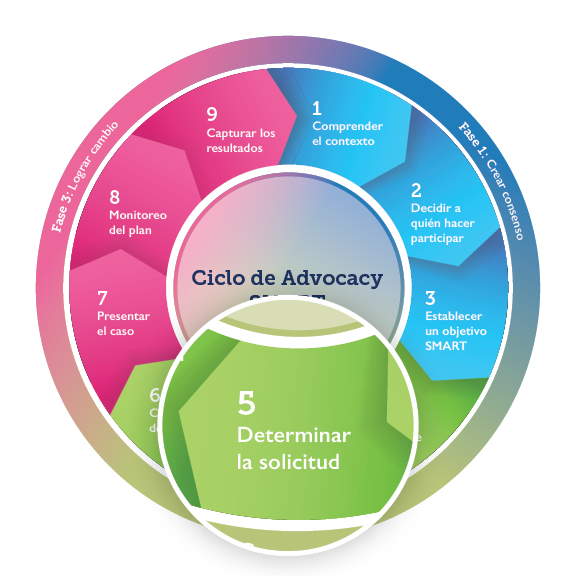 Fase 1: Crear consenso
Fase 3: Lograr cambio
1
Comprender
el contexto
2
Decidir a
quién hacer
participar
3
Establecer
un objetivo
SMART
5
Determinar
la solicitud
6
7
Presentar
el caso
8
Monitoreo
del plan
9
Capturar los
resultados
Ciclo de Advocacy